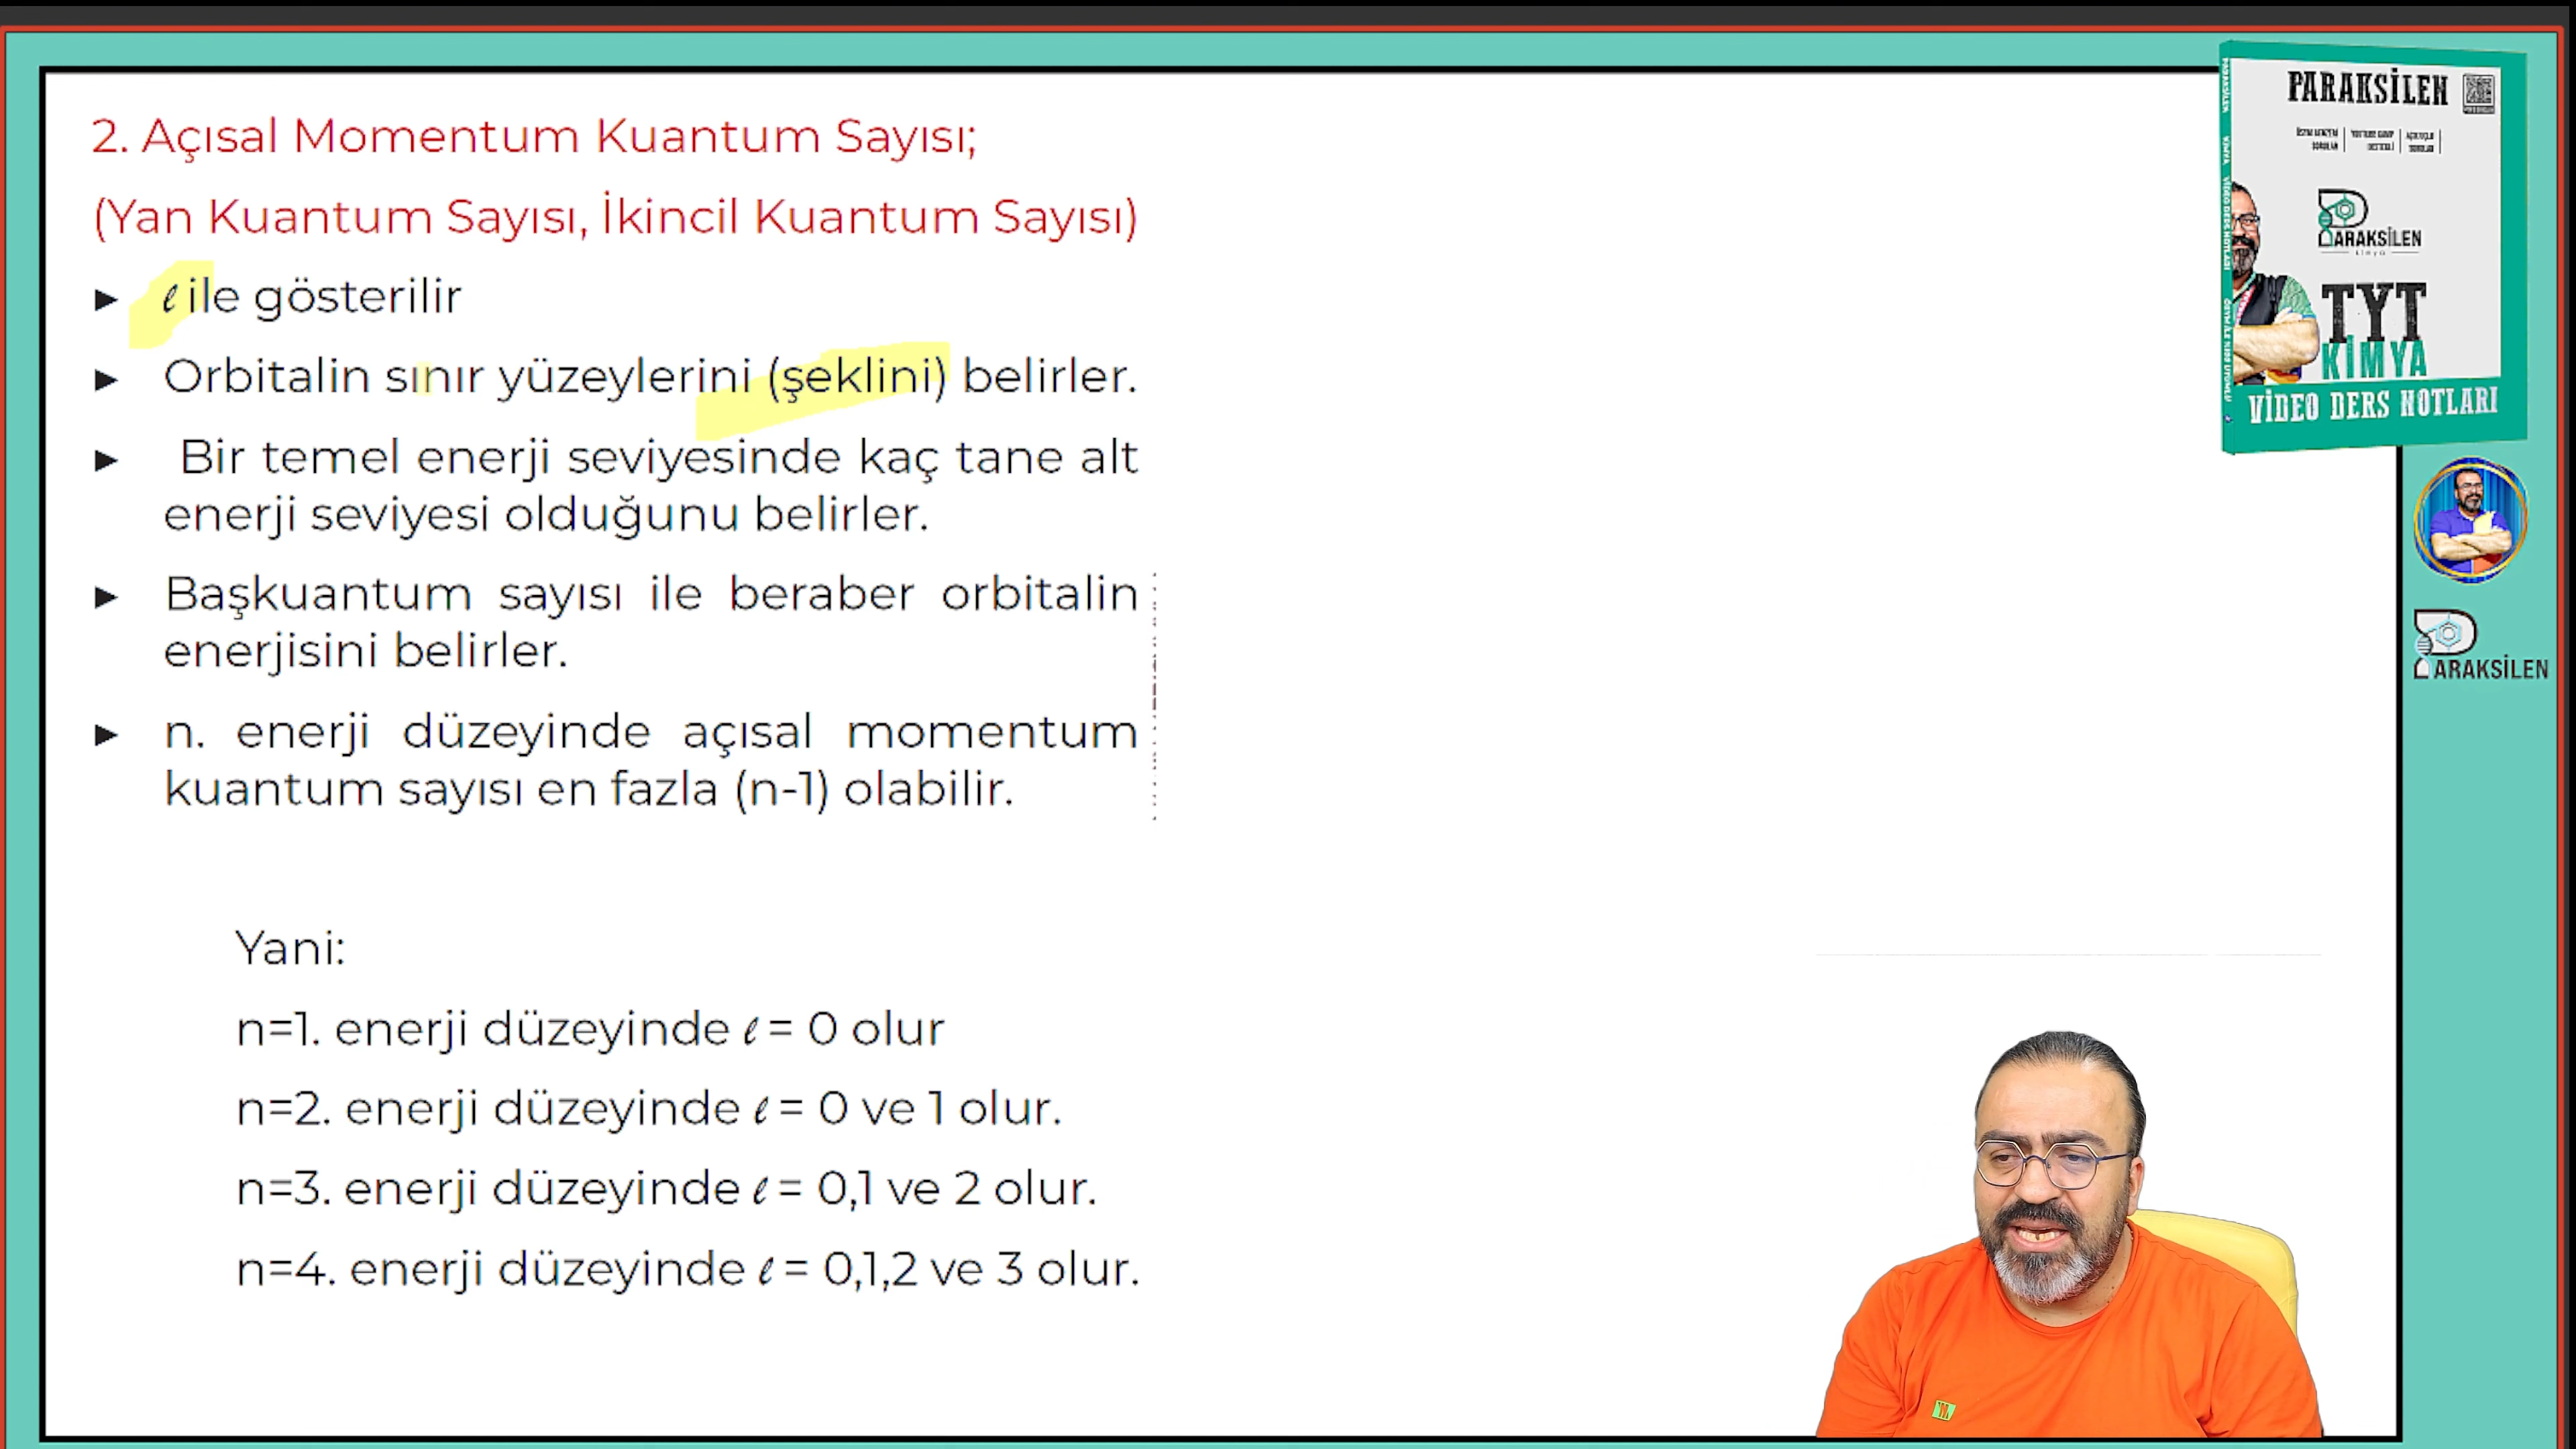 2. Açısal Momentum Kuantum Sayısı;
(Yan Kuantum Sayısı, İkincil Kuantum Sayısı)
► ℓ ile gösterilir
► Orbitalin sınır yüzeylerini (şeklini) belirler.
► Bir temel enerji seviyesinde kaç tane alt
enerji seviyesi olduğunu belirler.
► Başkuantum sayısı ile beraber orbitalin
enerjisini belirler.
► n. enerji düzeyinde açısal momentum
kuantum sayısı en fazla (n-1) olabilir.
Yani:
n=1. enerji düzeyinde ℓ = 0 olur
n=2. enerji düzeyinde ℓ = 0 ve 1 olur.
n=3. enerji düzeyinde ℓ = 0,1 ve 2 olur.
n=4. enerji düzeyinde ℓ = 0,1,2 ve 3 olur.
PARAKSİLEN
PARAKSİLEN
kimya
TYT
KİMYA
VİDEO DERS NOTLARI
PARAKSİLEN